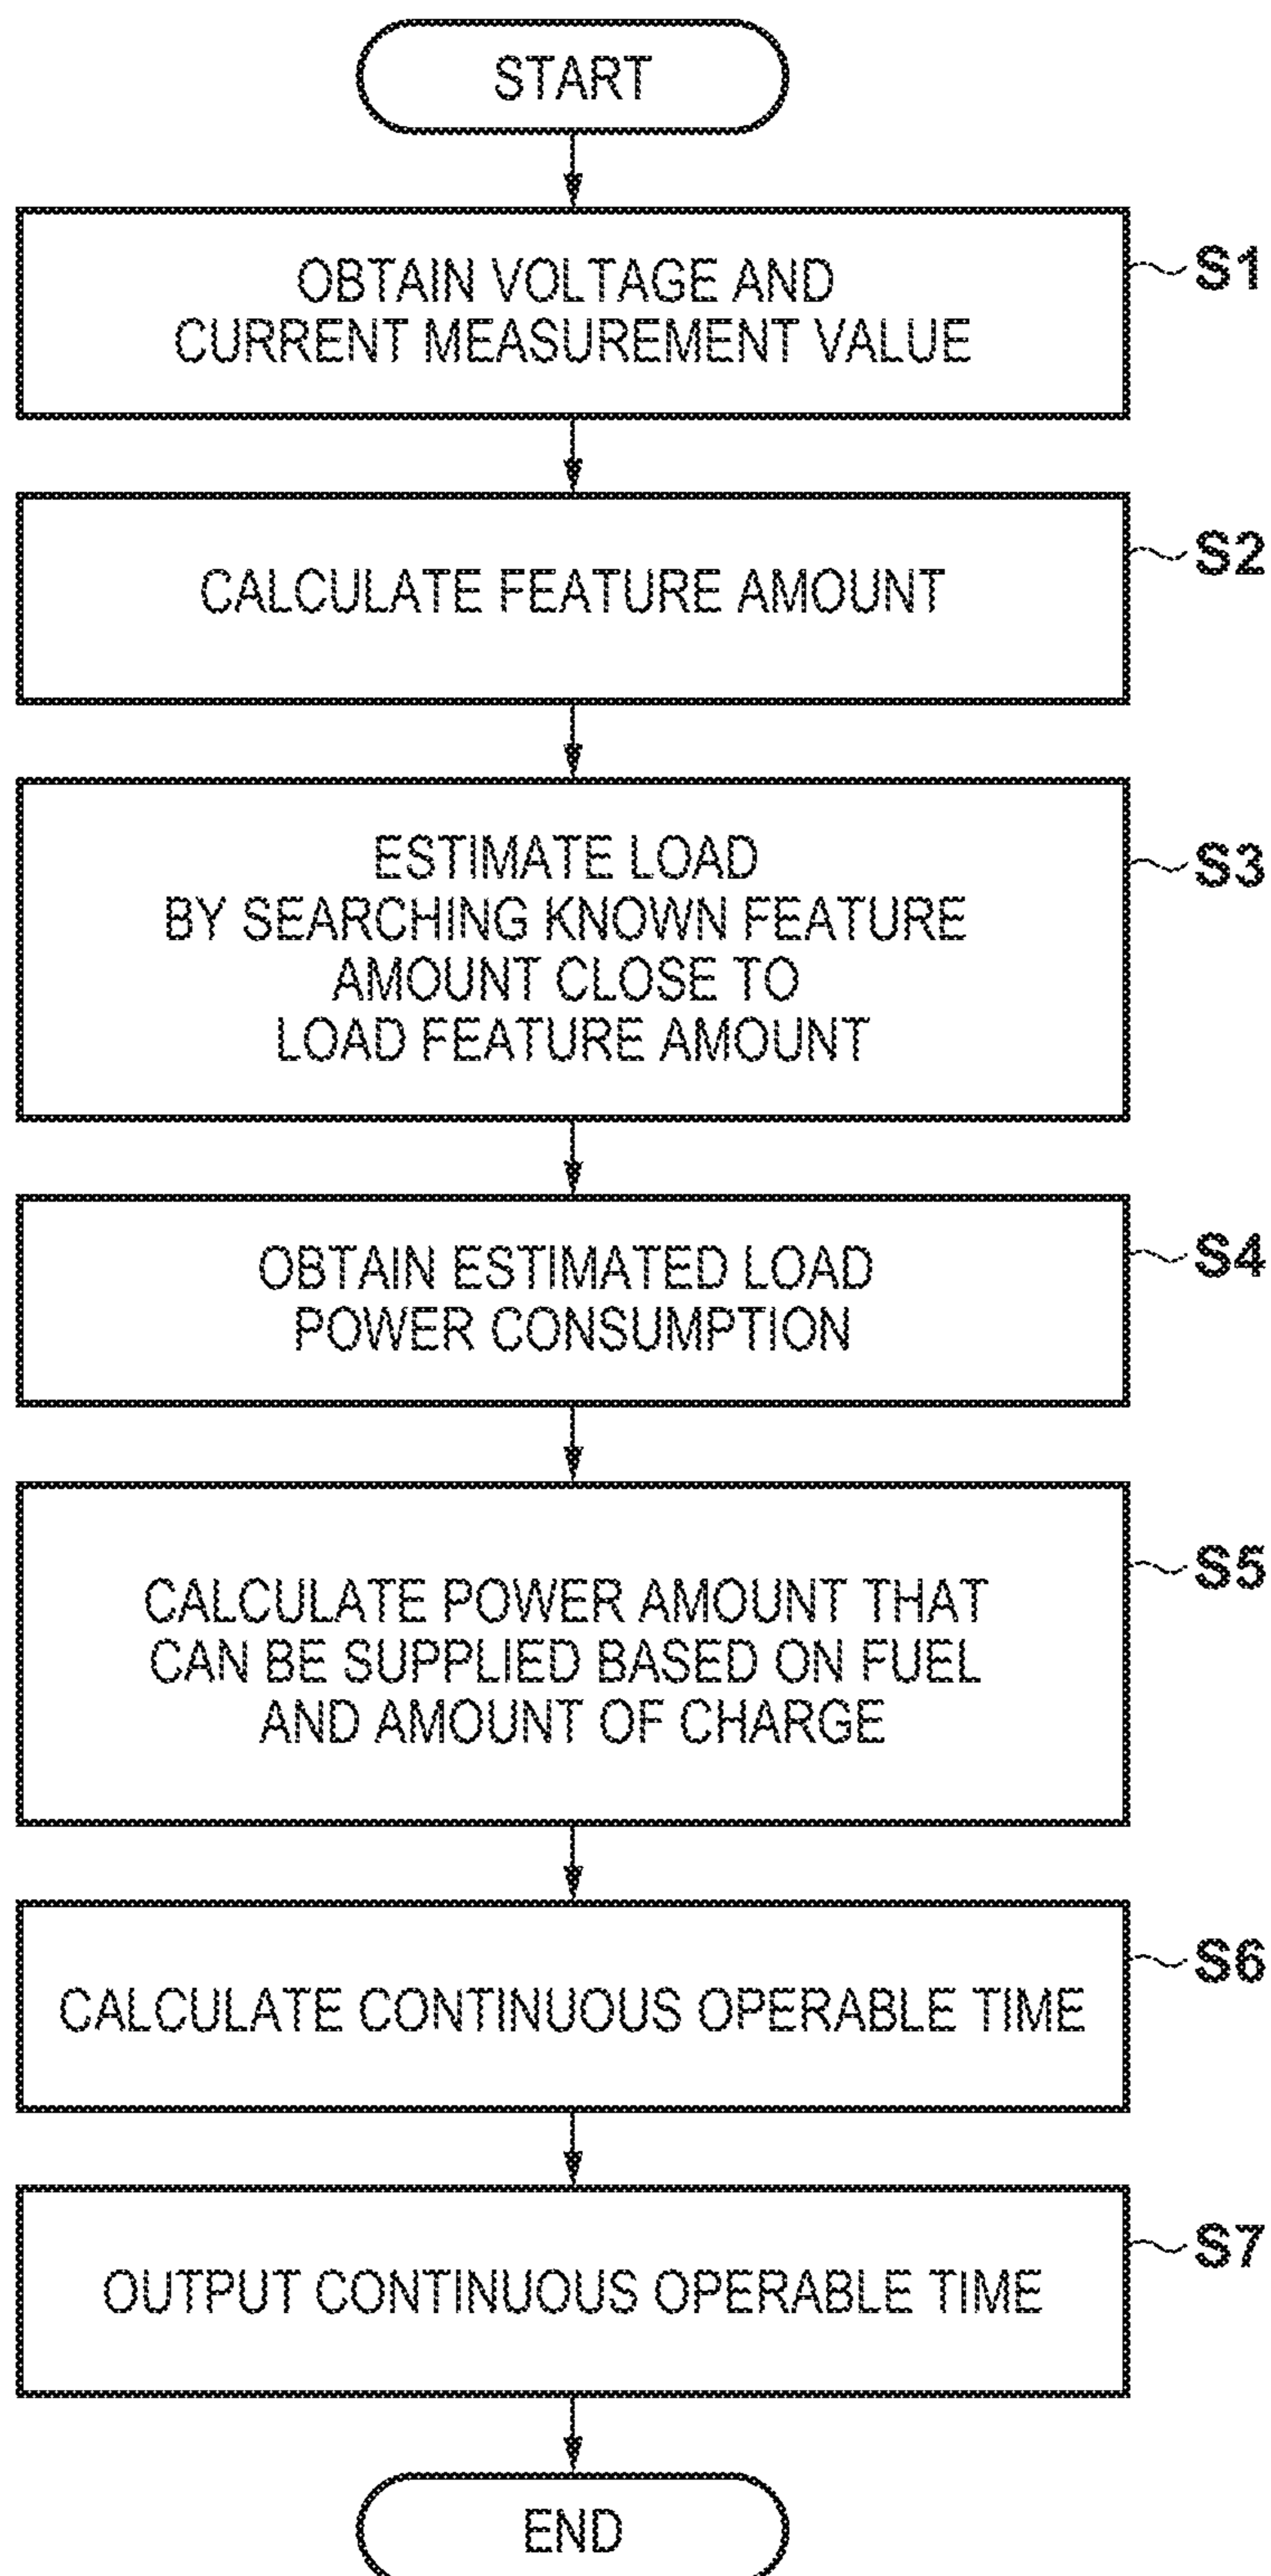 START
OBTAIN VOLTAGE AND
CURRENT MEASUREMENT VALUE
S1
CALCULATE FEATURE AMOUNT
S2
ESTIMATE LOAD
BY SEARCHING KNOWN FEATURE
AMOUNT CLOSE TO
LOAD FEATURE AMOUNT
S3
OBTAIN ESTIMATED LOAD
POWER CONSUMPTION
S4
CALCULATE POWER AMOUNT THAT
CAN BE SUPPLIED BASED ON FUEL
AND AMOUNT OF CHARGE
S5
CALCULATE CONTINUOUS OPERABLE TIME
S6
OUTPUT CONTINUOUS OPERABLE TIME
S7
END